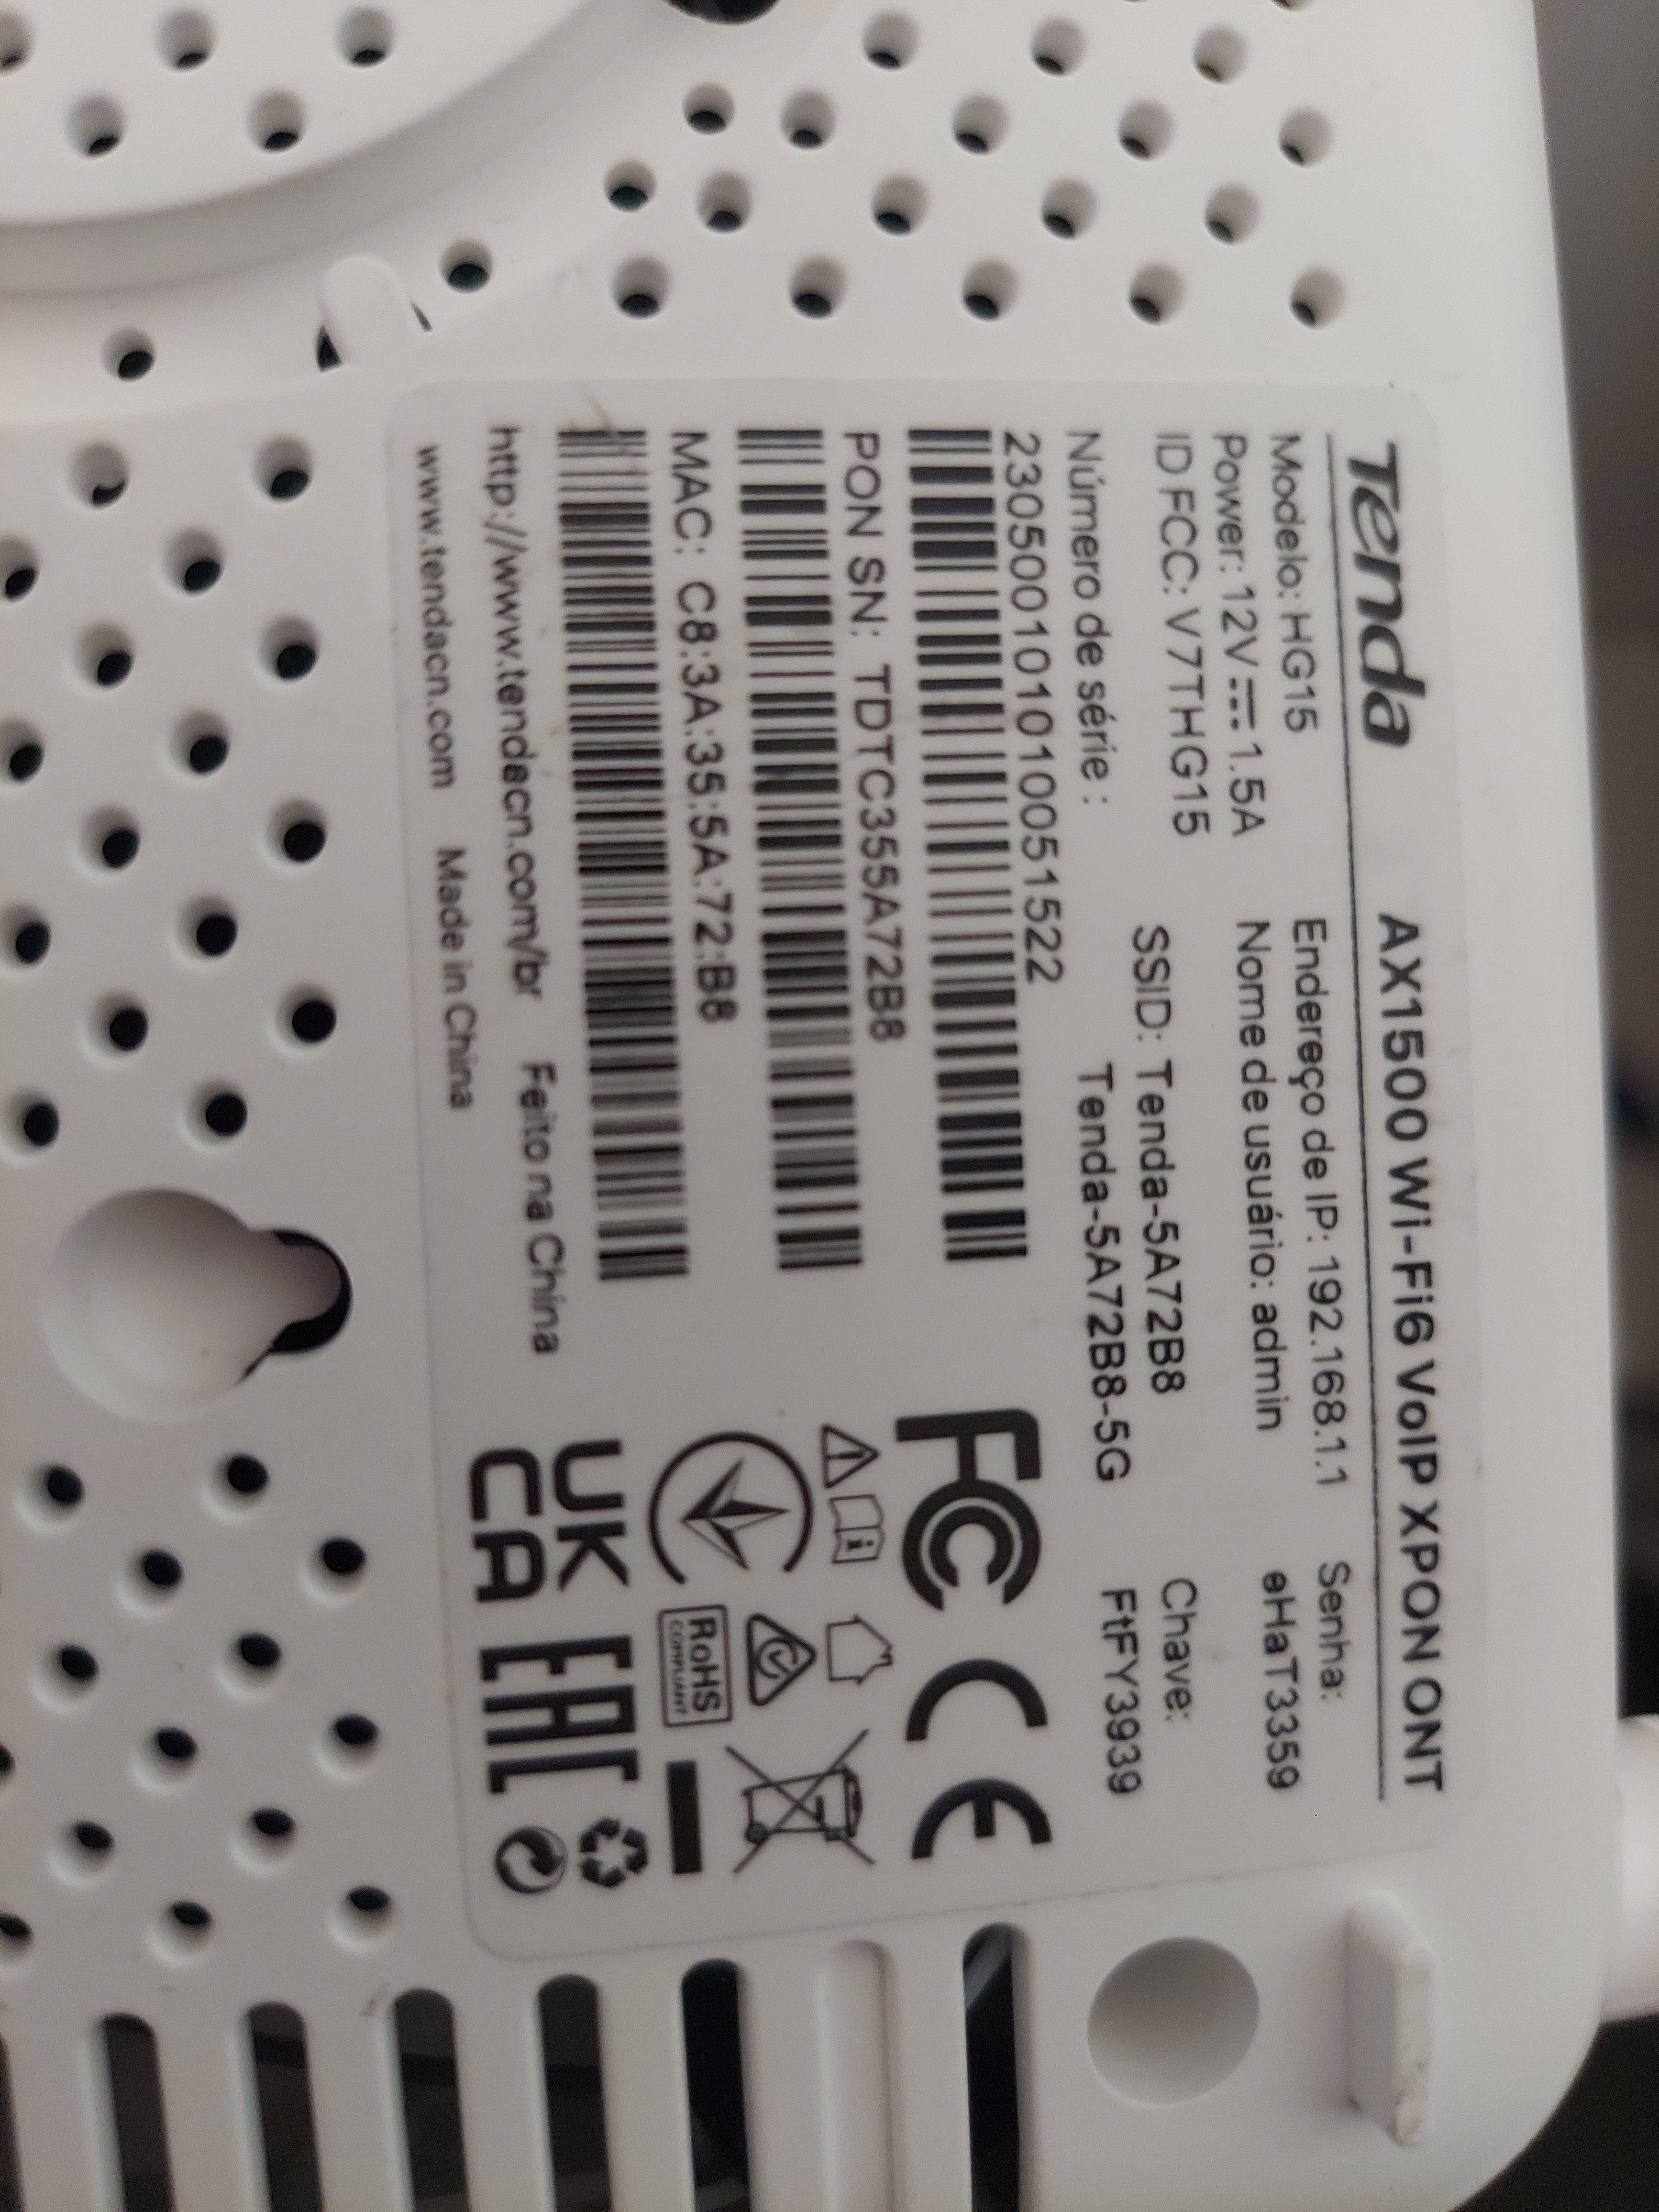 Tenda AX1500 Wi-Fi6 VoIP XPON ONT
Modelo: HG15
Power: 12V⎓1.5A
ID FCC: V7THG15
Endereço de IP: 192.168.1.1
Nome de usuário: admin
Senha:
eHaT3359
SSID: Tenda-5A72B8
Tenda-5A72B8-5G
Chave:
FtFY3939
Número de série :
230500101010051522
PON SN: TDTC355A72B8
MAC: C8:3A:35:5A:72:B8
http://www.tendacn.com/br Feito na China
www.tendacn.com Made in China
FC CE
RoHS
COMPLIANT
UK
CA
EAC